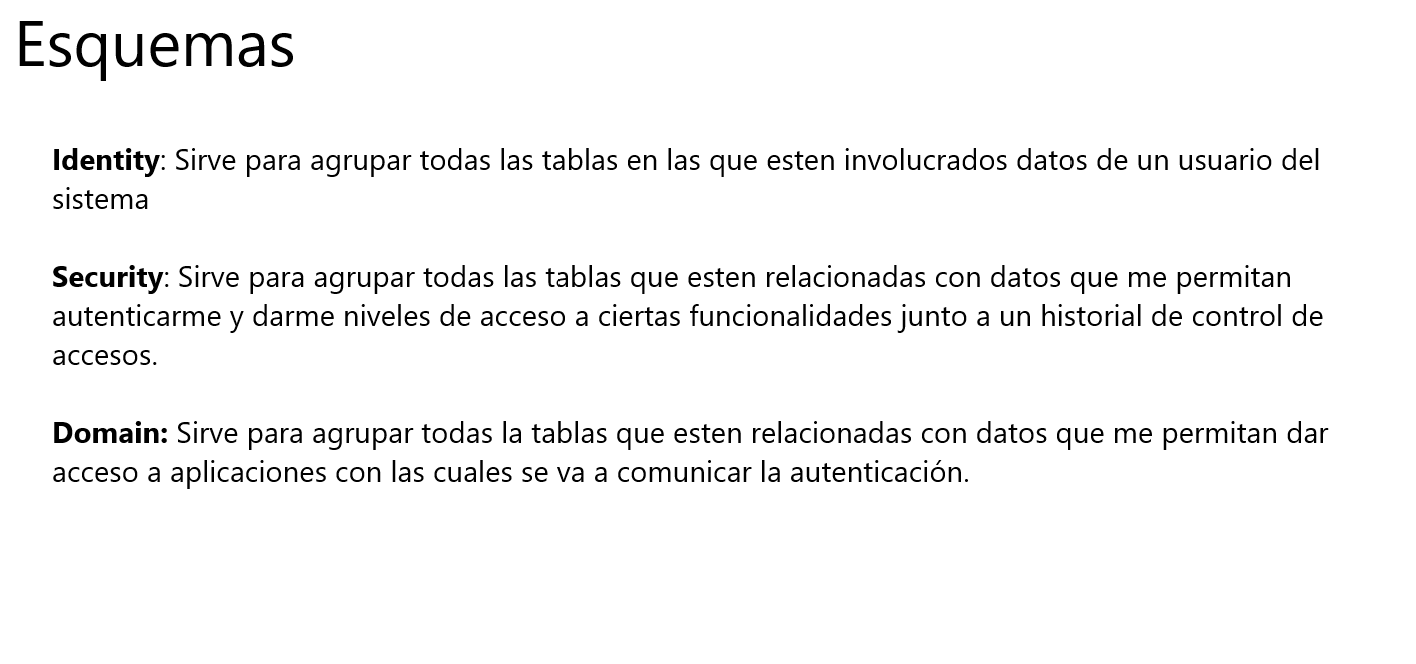 Esquemas
Identity: Sirve para agrupar todas las tablas en las que esten involucrados datos de un usuario del
sistema
Security: Sirve para agrupar todas las tablas que esten relacionadas con datos que me permitan
autenticarme y darme niveles de acceso a ciertas funcionalidades junto a un historial de control de
accesos.
Domain: Sirve para agrupar todas la tablas que esten relacionadas con datos que me permitan dar
acceso a aplicaciones con las cuales se va a comunicar la autenticación.